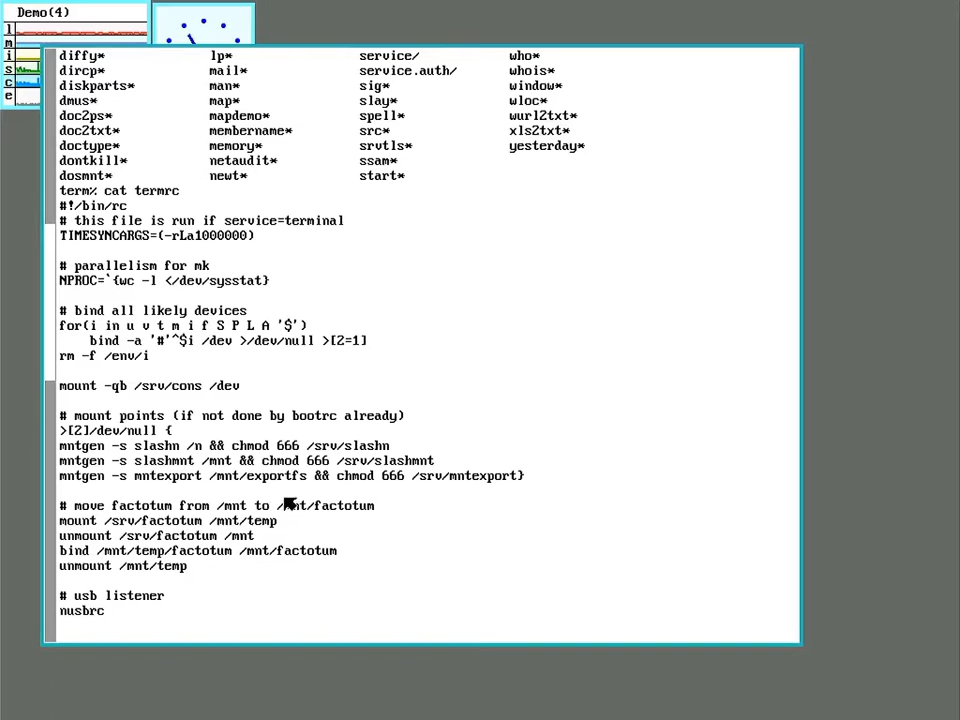 Demo(4)
l
m
i
s
c
e
diffy* lp* service/ who*
dircp* mail* service.auth/ whois*
diskparts* man* sig* window*
dmus* map* slay* wloc*
doc2ps* mapdemo* spell* wurl2txt*
doc2txt* membername* src* xls2txt*
doctype* memory* srvtls* yesterday*
dontkill* netaudit* ssam*
dosmnt* newt* start*
term% cat termrc
#!/bin/rc
# this file is run if service=terminal
TIMESYNCARGS=(-rLa1000000)
# parallelism for mk
NPROC=`{wc -l </dev/sysstat}
# bind all likely devices
for(i in u v t m i f S P L A '$')
    bind -a '#'^$i /dev >/dev/null >[2=1]
rm -f /env/i
mount -qb /srv/cons /dev
# mount points (if not done by bootrc already)
>[2]/dev/null {
mntgen -s slashn /n && chmod 666 /srv/slashn
mntgen -s slashmnt /mnt && chmod 666 /srv/slashmnt
mntgen -s mntexport /mnt/exportfs && chmod 666 /srv/mntexport}
# move factotum from /mnt to /mnt/factotum
mount /srv/factotum /mnt/temp
unmount /srv/factotum /mnt
bind /mnt/temp/factotum /mnt/factotum
unmount /mnt/temp
# usb listener
nusbrc